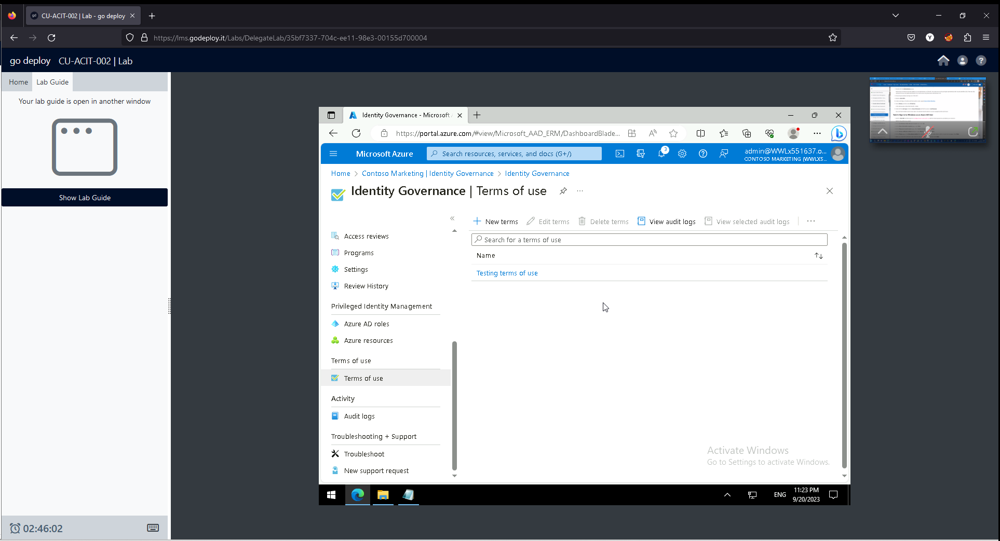 CU-ACIT-002 | Lab - go deploy
https://lms.godeploy.it/Labs/DelegateLab/35bf7337-704c-ee11-98e3-00155d700004
go deploy CU-ACIT-002 | Lab
Home Lab Guide
Your lab guide is open in another window
Show Lab Guide
02:46:02
Identity Governance - Microsoft
https://portal.azure.com/#view/Microsoft_AAD_ERM/DashboardBlade...
Microsoft Azure
Search resources, services, and docs (G+/)
3
admin@WWLx551637.o...
CONTOSO MARKETING (WWLX5...
Home > Contoso Marketing | Identity Governance > Identity Governance
Identity Governance | Terms of use
New terms Edit terms Delete terms View audit logs View selected audit logs
Search for a terms of use
Name
Testing terms of use
Access reviews
Programs
Settings
Review History
Privileged Identity Management
Azure AD roles
Azure resources
Terms of use
Terms of use
Activity
Audit logs
Troubleshooting + Support
Troubleshoot
New support request
Activate Windows
Go to Settings to activate Windows.
ENG
11:23 PM
9/20/2023